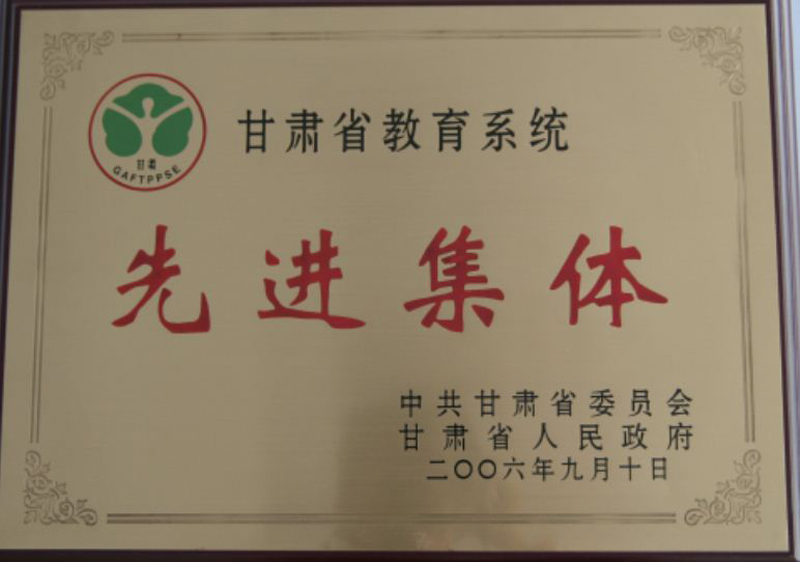 甘肃省教育系统
甘肃
GAFTPPSE
先进集体
中共甘肃省委员会
甘肃省人民政府
二〇〇六年九月十日